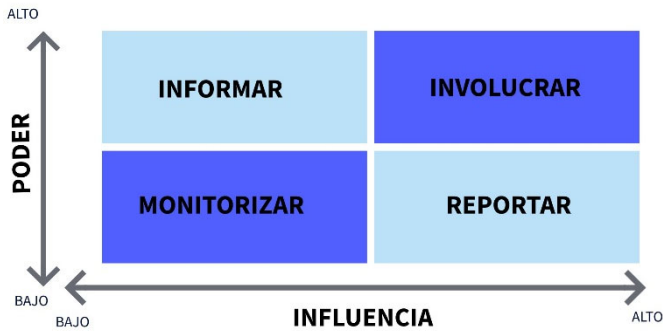 ALTO
INFORMAR
INVOLUCRAR
PODER
MONITORIZAR
REPORTAR
BAJO
BAJO
INFLUENCIA
ALTO